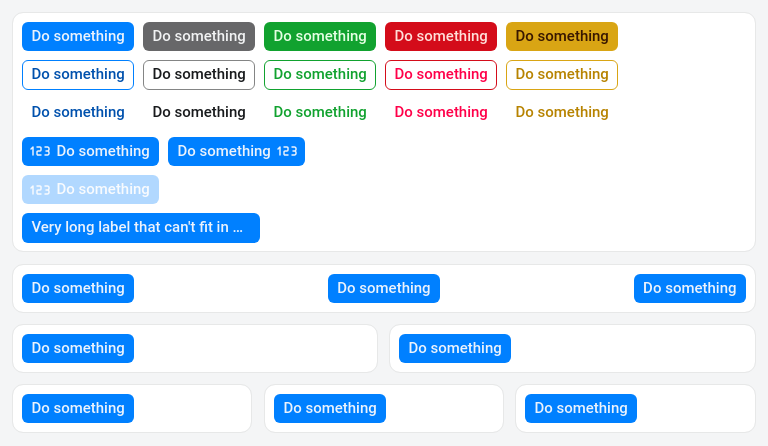 Do something Do something Do something Do something Do something
Do something Do something Do something Do something Do something
Do something Do something Do something Do something Do something
123 Do something Do something 123
123 Do something
Very long label that can't fit in ...
Do something Do something Do something
Do something Do something
Do something Do something Do something